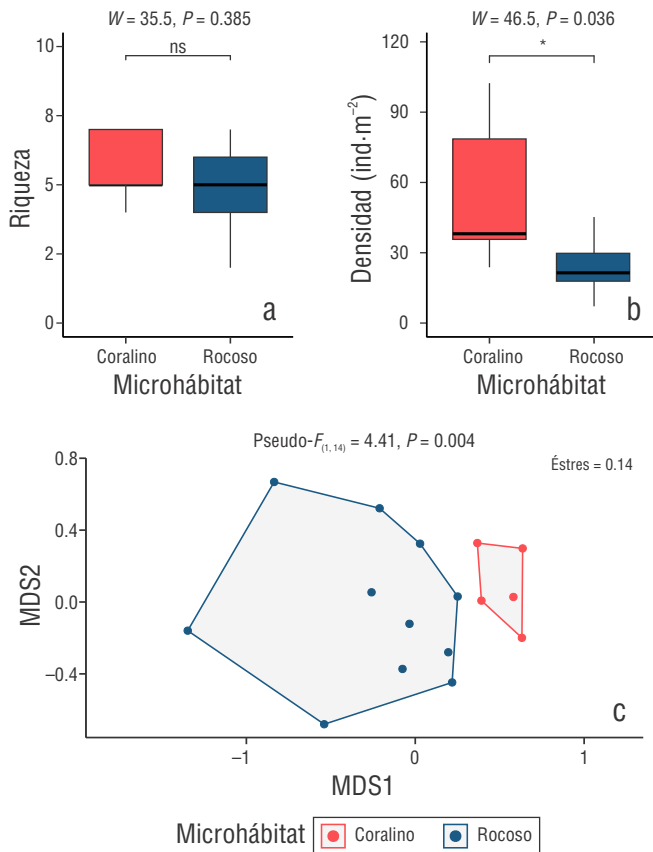 W = 35.5, P = 0.385
ns
10
8
5
2
0
Riqueza
a
Coralino Rocoso
Microhábitat
W = 46.5, P = 0.036
*
120
90
60
30
0
Densidad (ind·m⁻²)
b
Coralino Rocoso
Microhábitat
Pseudo-F(1, 14) = 4.41, P = 0.004
Éstres = 0.14
0.8
0.4
0.0
−0.4
MDS2
c
−1 0 1
MDS1
Microhábitat Coralino Rocoso